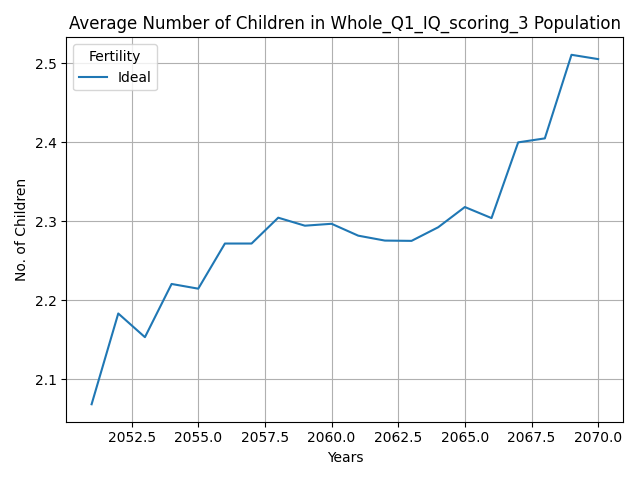 Average Number of Children in Whole_Q1_IQ_scoring_3 Population
Fertility
Ideal
No. of Children
2.5
2.4
2.3
2.2
2.1
2052.5 2055.0 2057.5 2060.0 2062.5 2065.0 2067.5 2070.0
Years